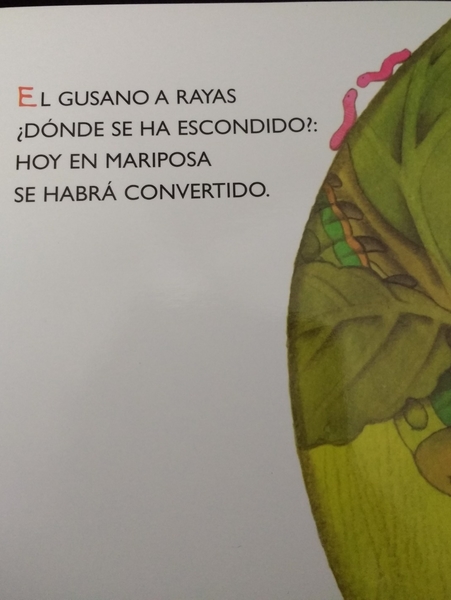 EL GUSANO A RAYAS
¿DÓNDE SE HA ESCONDIDO?:
HOY EN MARIPOSA
SE HABRÁ CONVERTIDO.